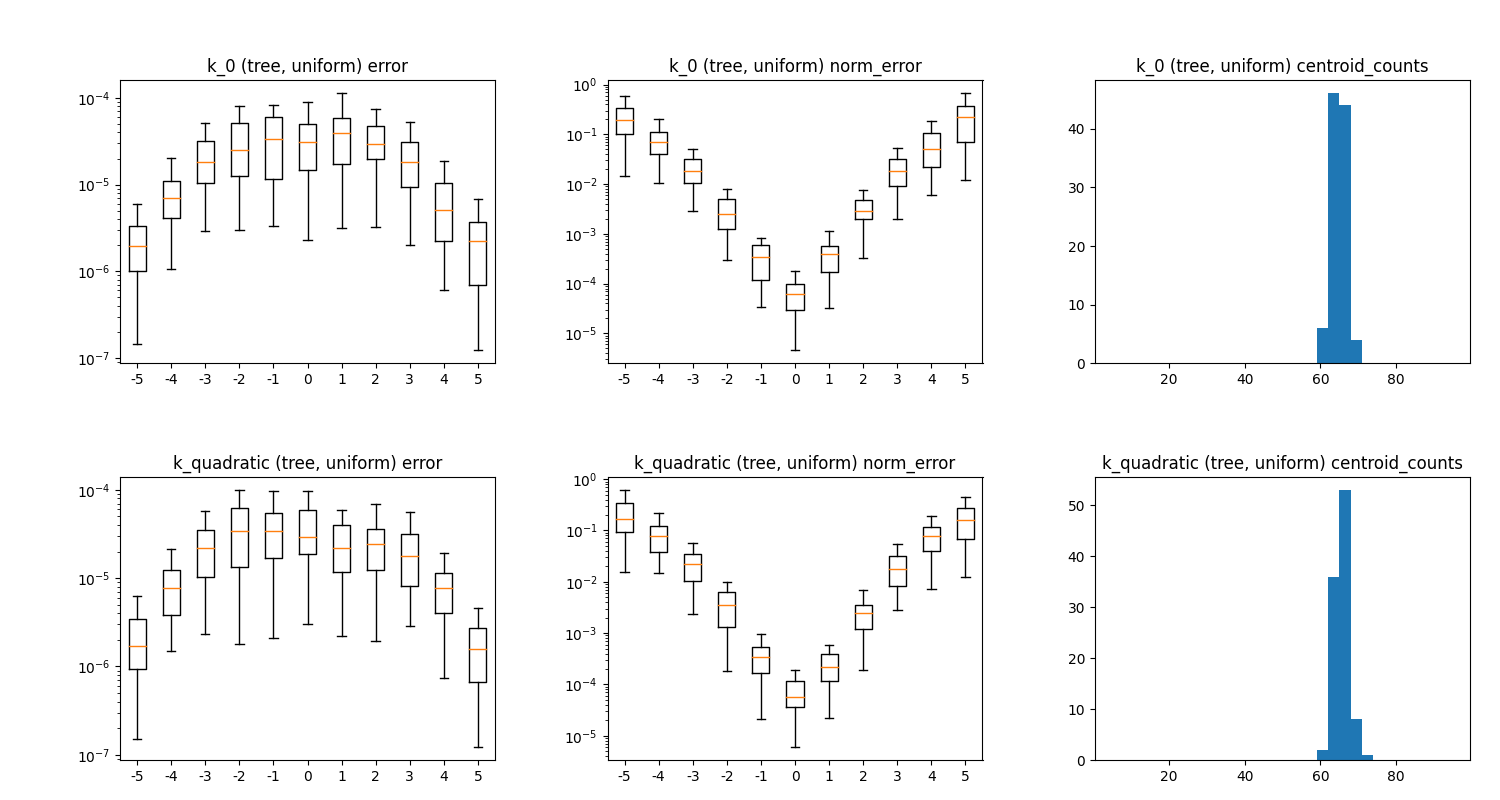 k_0 (tree, uniform) error
10⁻⁴
10⁻⁵
10⁻⁶
10⁻⁷
-5 -4 -3 -2 -1 0 1 2 3 4 5
k_0 (tree, uniform) norm_error
10⁰
10⁻¹
10⁻²
10⁻³
10⁻⁴
10⁻⁵
-5 -4 -3 -2 -1 0 1 2 3 4 5
k_0 (tree, uniform) centroid_counts
40
30
20
10
0
20 40 60 80
k_quadratic (tree, uniform) error
10⁻⁴
10⁻⁵
10⁻⁶
10⁻⁷
-5 -4 -3 -2 -1 0 1 2 3 4 5
k_quadratic (tree, uniform) norm_error
10⁰
10⁻¹
10⁻²
10⁻³
10⁻⁴
10⁻⁵
-5 -4 -3 -2 -1 0 1 2 3 4 5
k_quadratic (tree, uniform) centroid_counts
50
40
30
20
10
0
20 40 60 80